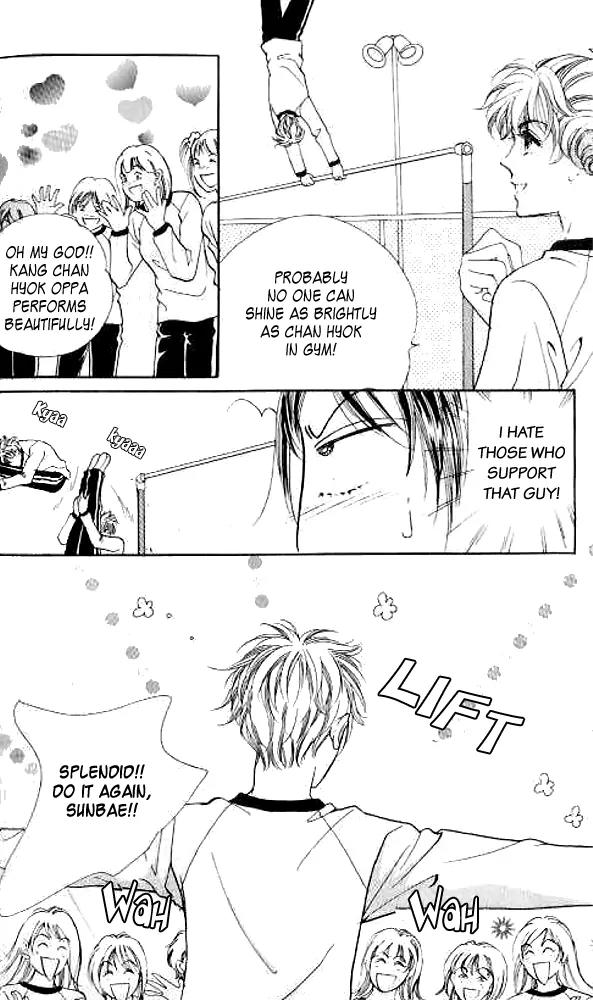 OH MY GOD!!
KANG CHAN
HYOK OPPA
PERFORMS
BEAUTIFULLY!
PROBABLY
NO ONE CAN
SHINE AS BRIGHTLY
AS CHAN HYOK
IN GYM!
Kyaa
kyaaa
I HATE
THOSE WHO
SUPPORT
THAT GUY!
LIFT
SPLENDID!!
DO IT AGAIN,
SUNBAE!!
WAH
WAH